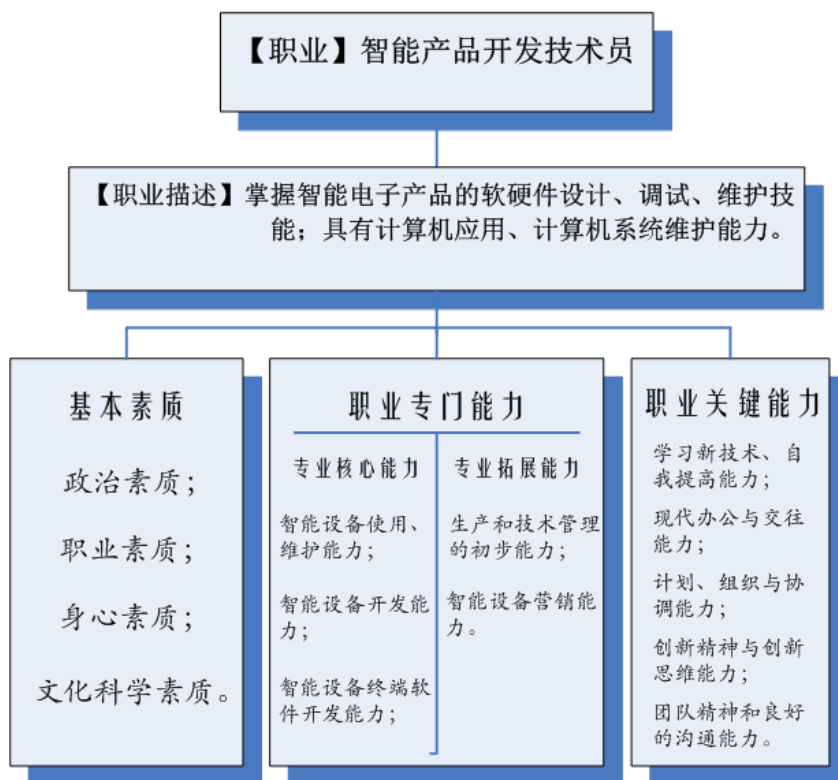 【职业】智能产品开发技术员
【职业描述】掌握智能电子产品的软硬件设计、调试、维护技
能；具有计算机应用、计算机系统维护能力。
基本素质
政治素质；
职业素质；
身心素质；
文化科学素质。
职业专门能力
专业核心能力
智能设备使用、
维护能力；
智能设备开发能
力；
智能设备终端软
件开发能力；
专业拓展能力
生产和技术管理
的初步能力；
智能设备营销能
力。
职业关键能力
学习新技术、自
我提高能力；
现代办公与交往
能力；
计划、组织与协
调能力；
创新精神与创新
思维能力；
团队精神和良好
的沟通能力。